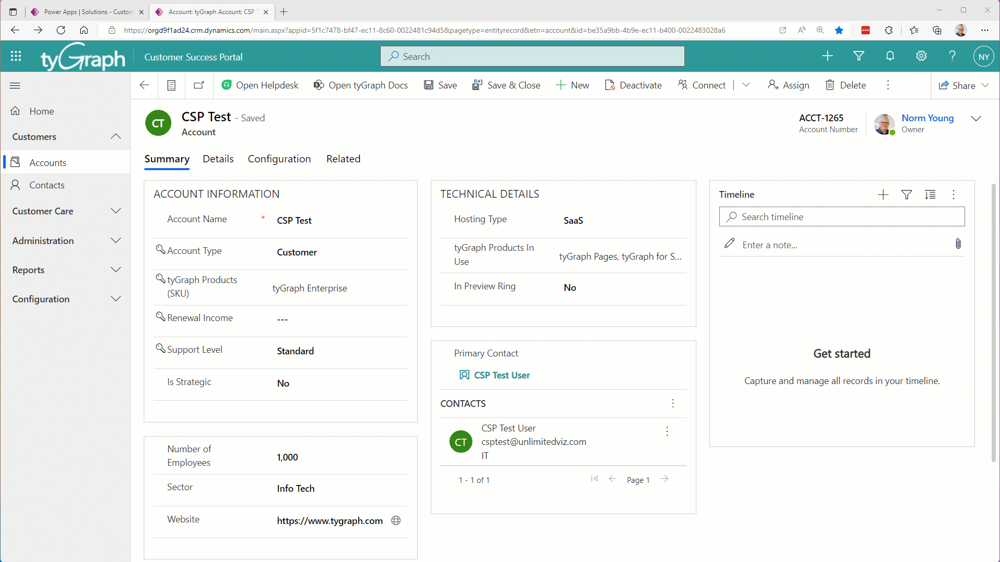 Power Apps | Solutions - Custom
Account: tyGraph Account: CSP T
https://orgd9f1ad24.crm.dynamics.com/main.aspx?appid=5f1c7478-bf47-ec11-8c60-0022481c94d5&pagetype=entityrecord&etn=account&id=be35a9bb-4b9e-ec11-b400-0022483028a6
tyGraph
Customer Success Portal
Search
NY
Open Helpdesk
Open tyGraph Docs
Save
Save & Close
New
Deactivate
Connect
Assign
Delete
Share
Home
Customers
Accounts
Contacts
Customer Care
Administration
Reports
Configuration
CT
CSP Test - Saved
Account
ACCT-1265
Account Number
Norm Young
Owner
Summary
Details
Configuration
Related
ACCOUNT INFORMATION
Account Name * CSP Test
Account Type Customer
tyGraph Products
(SKU)
tyGraph Enterprise
Renewal Income ---
Support Level Standard
Is Strategic No
Number of
Employees
1,000
Sector Info Tech
Website https://www.tygraph.com
TECHNICAL DETAILS
Hosting Type SaaS
tyGraph Products In
Use
tyGraph Pages, tyGraph for S...
In Preview Ring No
Primary Contact
CSP Test User
CONTACTS
CT
CSP Test User
csptest@unlimitedviz.com
IT
1 - 1 of 1
Page 1
Timeline
Search timeline
Enter a note...
Get started
Capture and manage all records in your timeline.